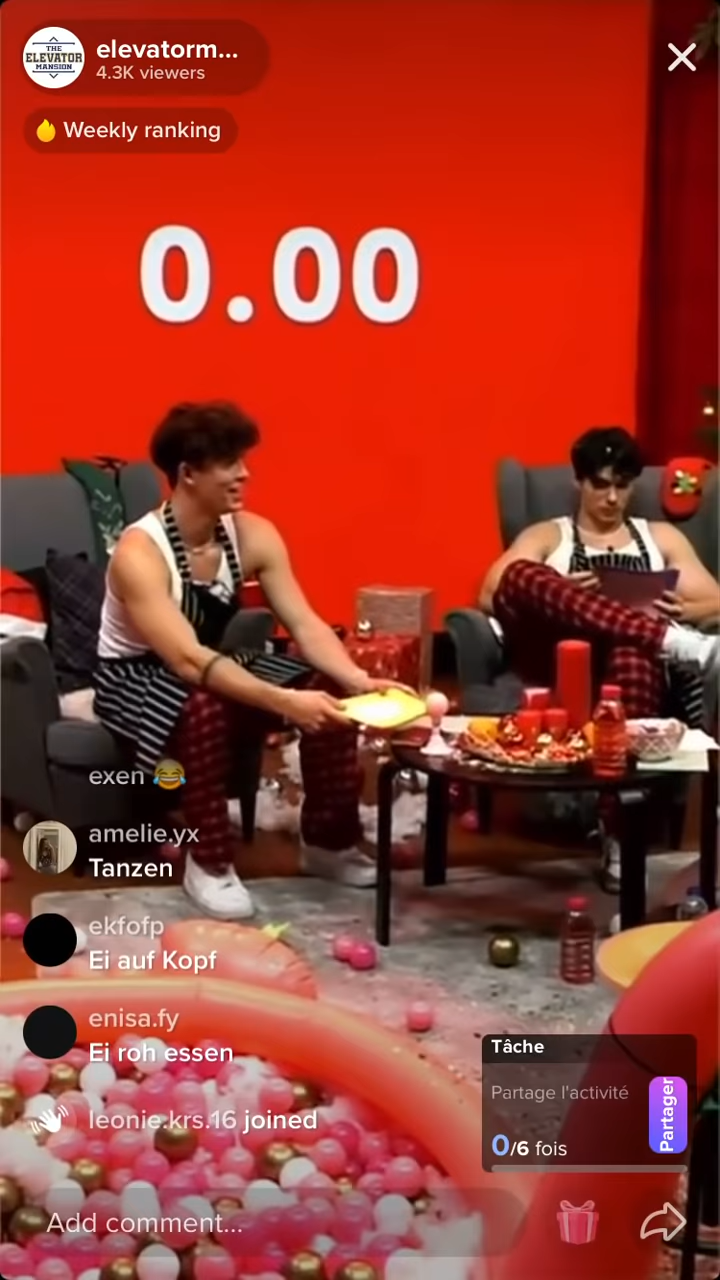 THE
ELEVATOR
MANSION
elevatorm...
4.3K viewers
🔥 Weekly ranking
0.00
exen 😂
amelie.yx
Tanzen
ekfofp
Ei auf Kopf
enisa.fy
Ei roh essen
leonie.krs.16 joined
Tâche
Partage l'activité
0/6 fois
Partager
Add comment...